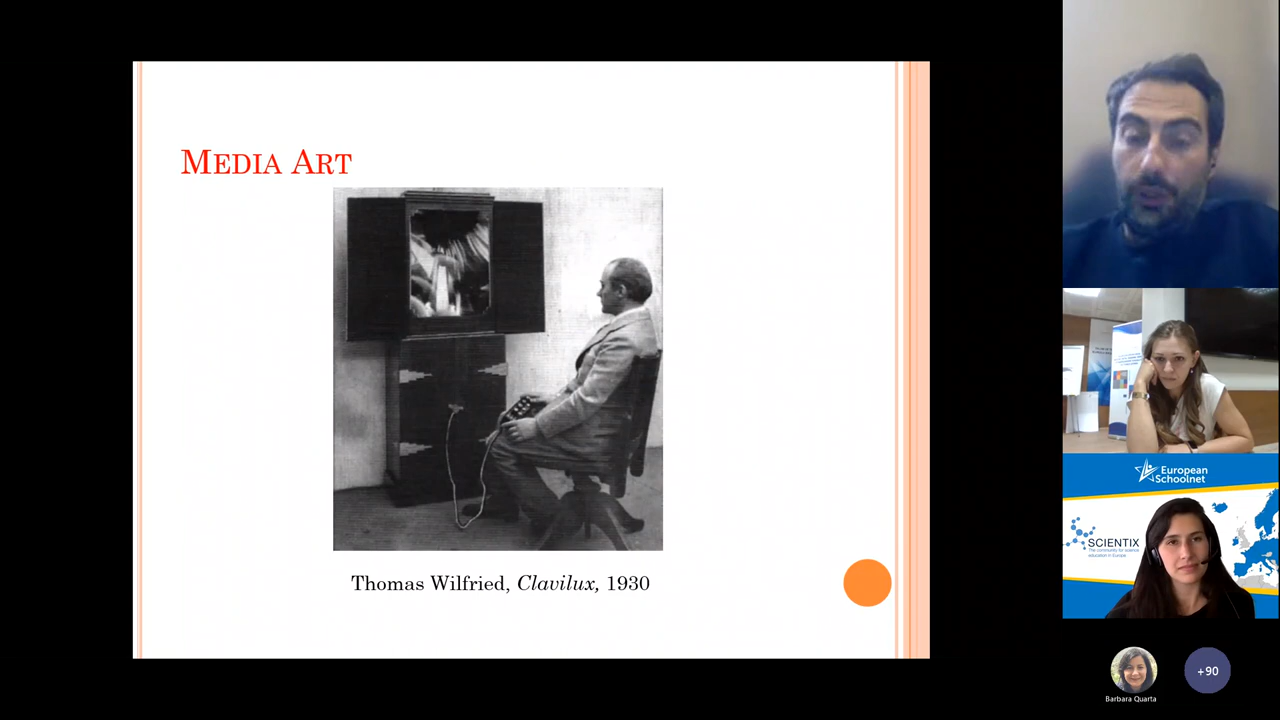 MEDIA ART
Thomas Wilfried, Clavilux, 1930
European
Schoolnet
SCIENTIX
The community for science
education in Europe
Barbara Quarta
+90